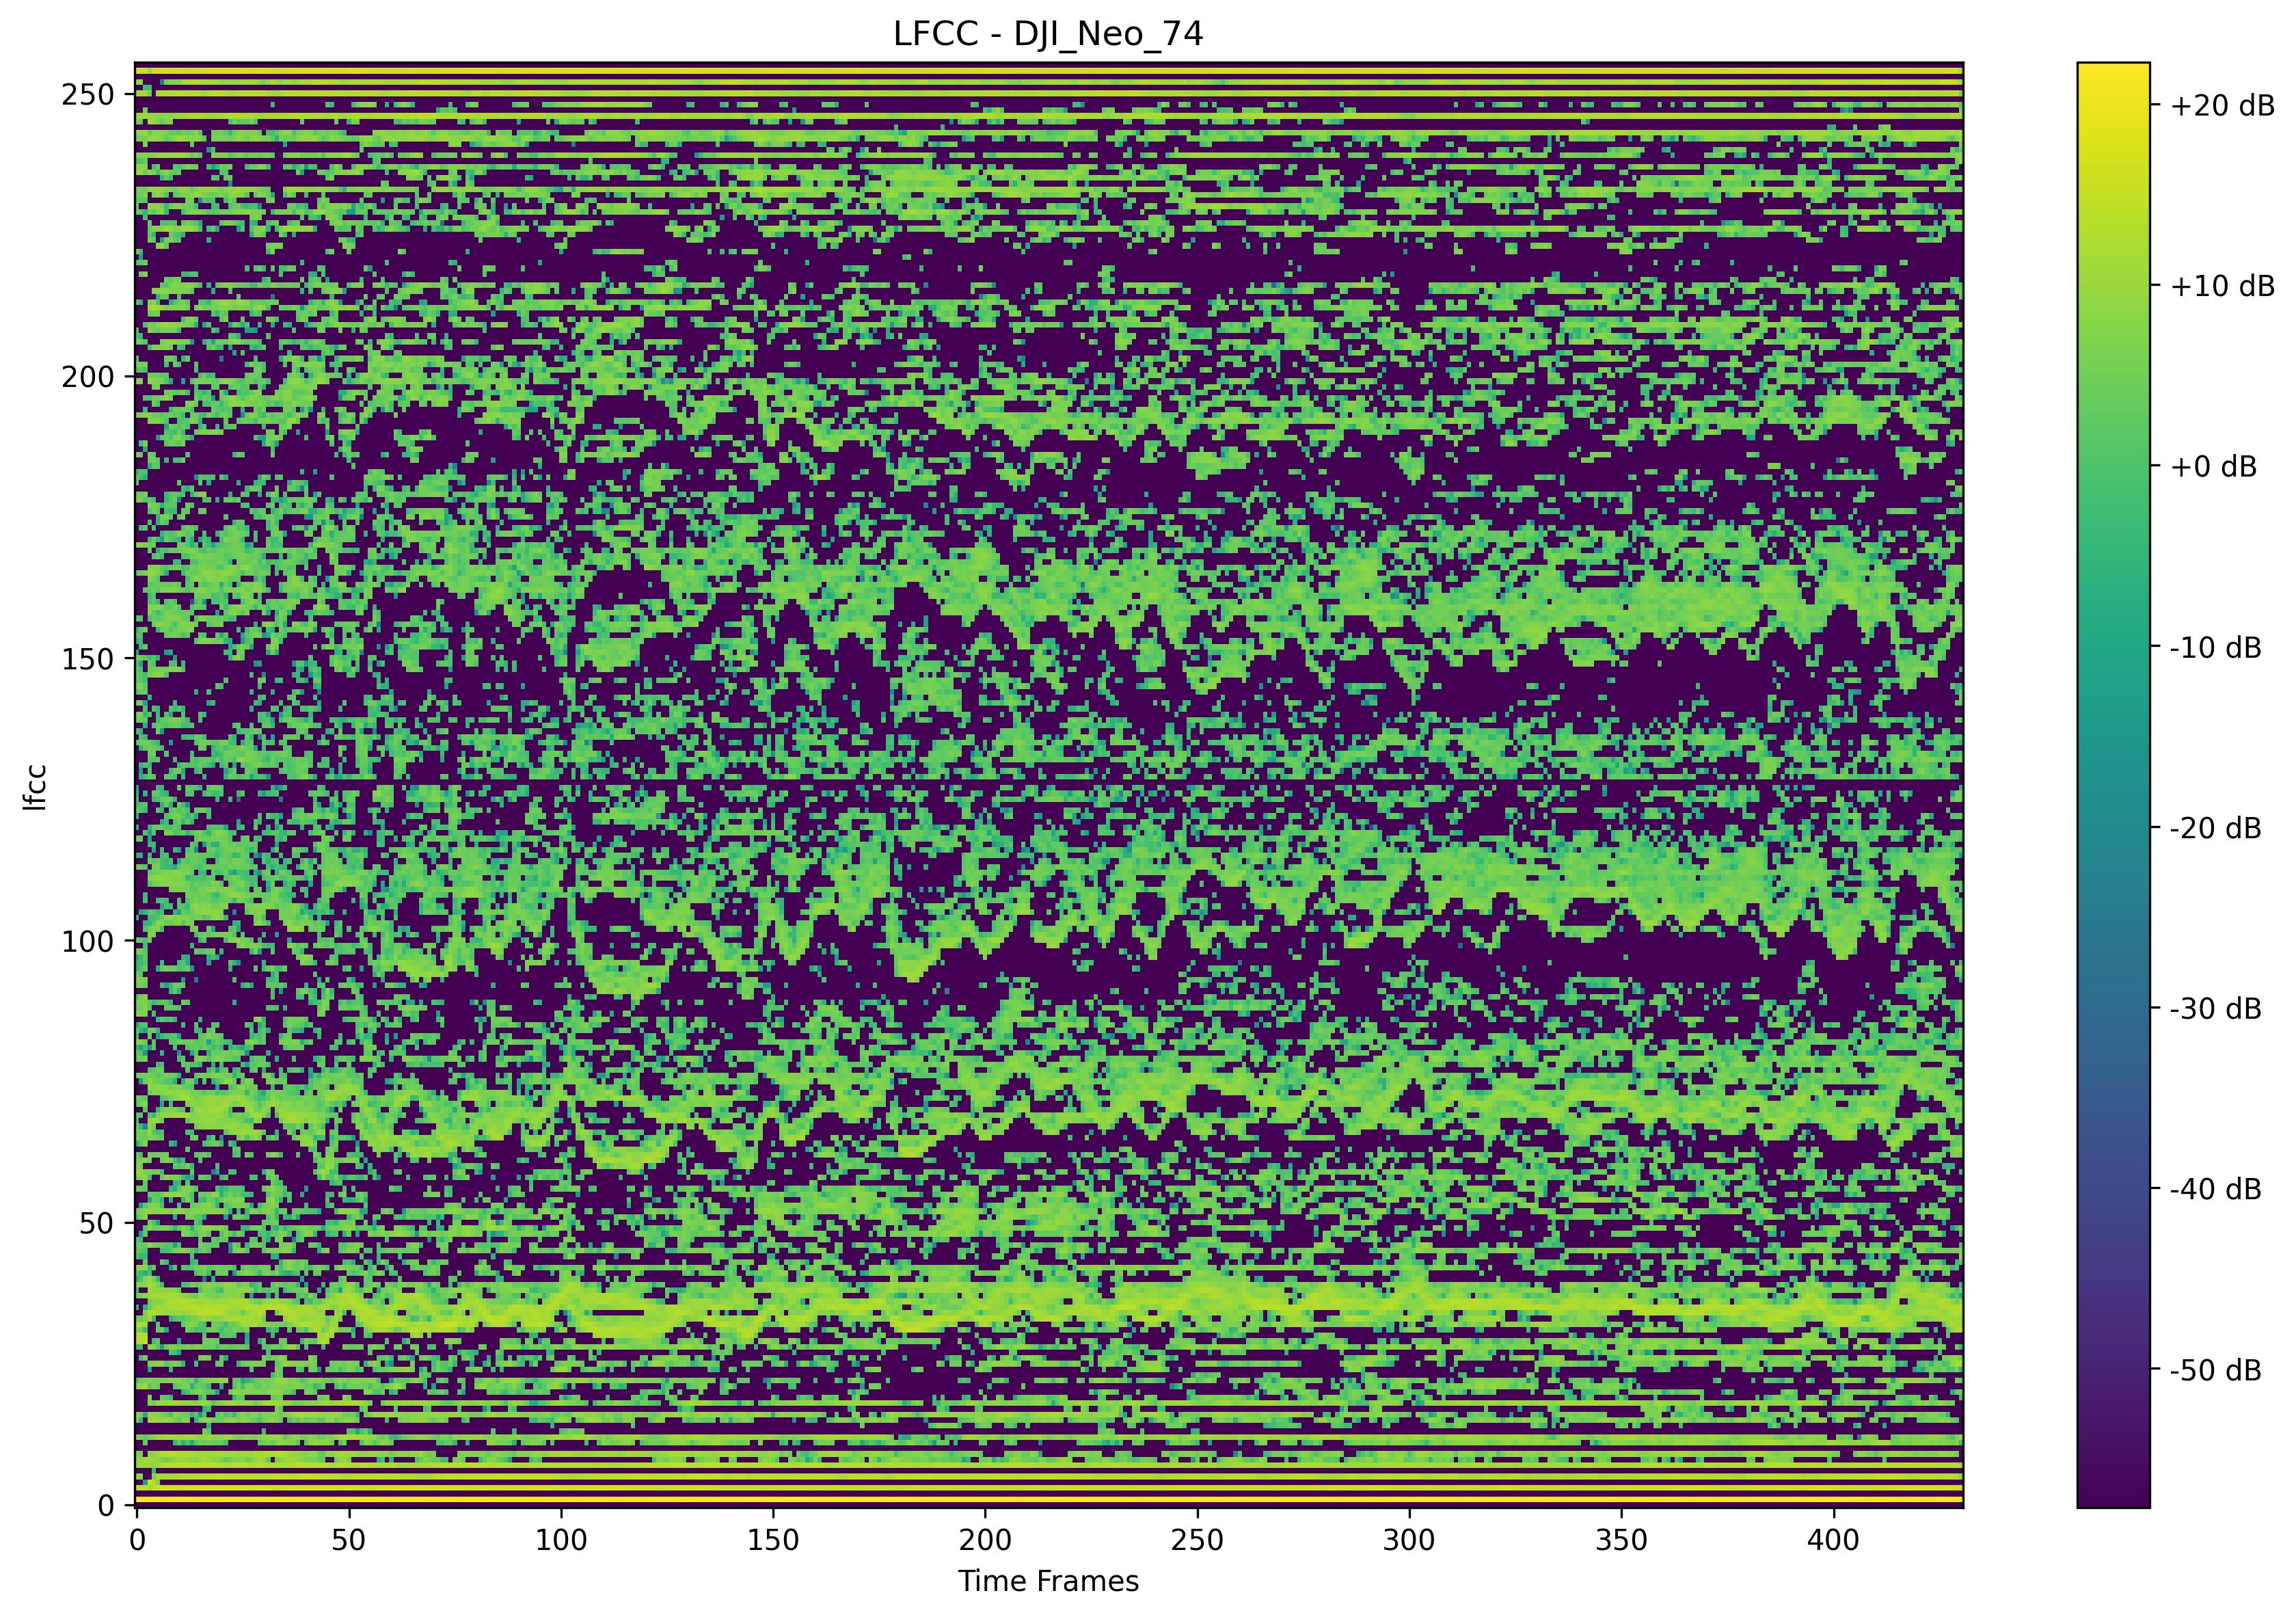 LFCC - DJI_Neo_74
250
200
150
100
50
0
lfcc
0 50 100 150 200 250 300 350 400
Time Frames
+20 dB
+10 dB
+0 dB
-10 dB
-20 dB
-30 dB
-40 dB
-50 dB